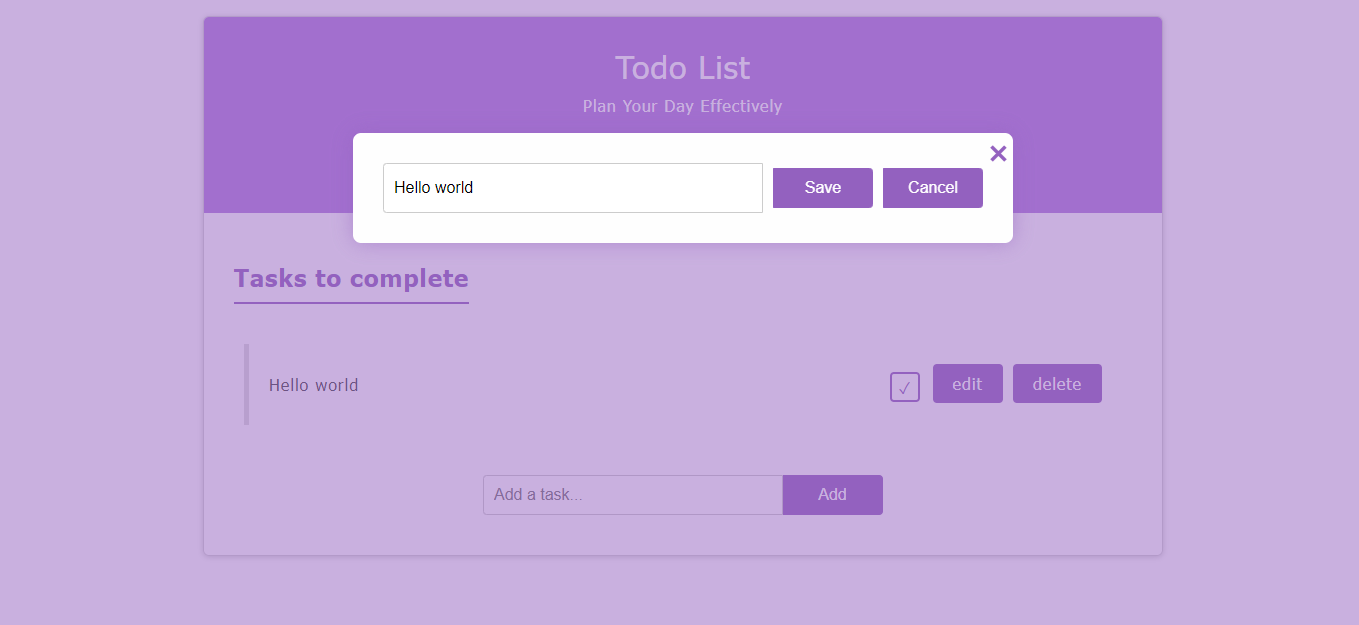 Todo List
Plan Your Day Effectively
Hello world Save Cancel
Tasks to complete
Hello world ✓ edit delete
Add a task... Add